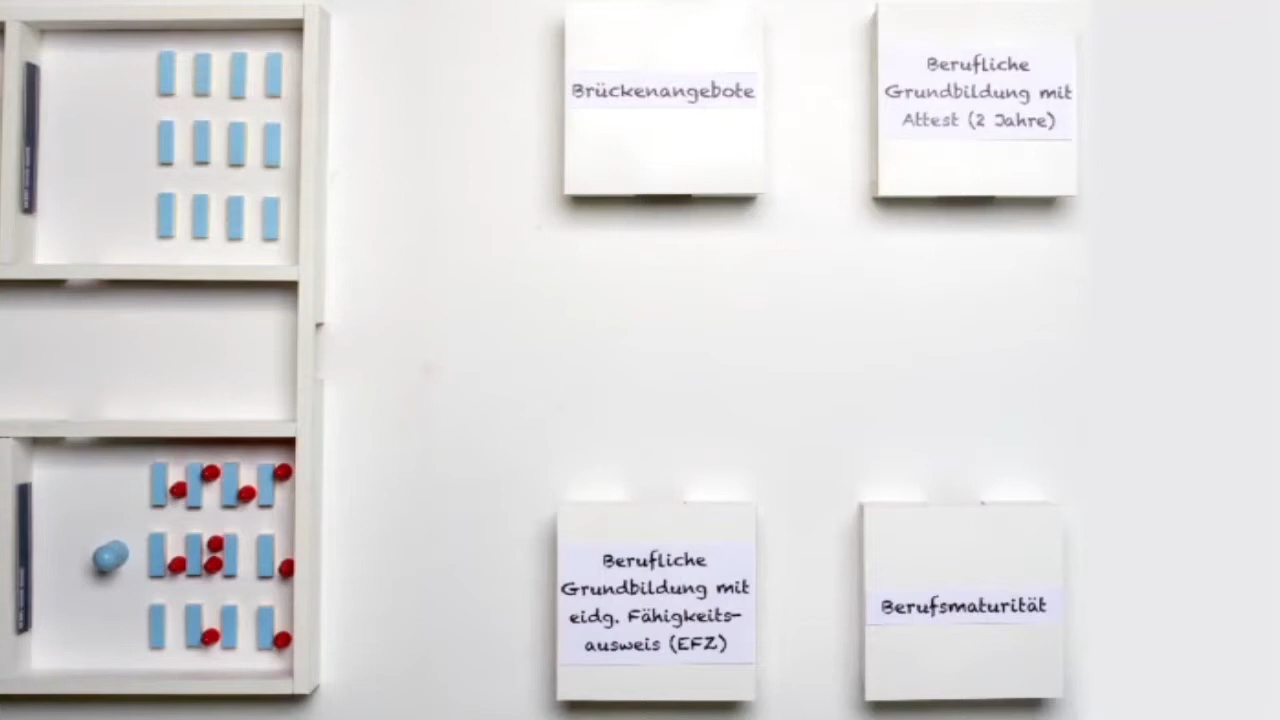 Brückenangebote
Berufliche
Grundbildung mit
Attest (2 Jahre)
Berufliche
Grundbildung mit
eidg. Fähigkeits-
ausweis (EFZ)
Berufsmaturität